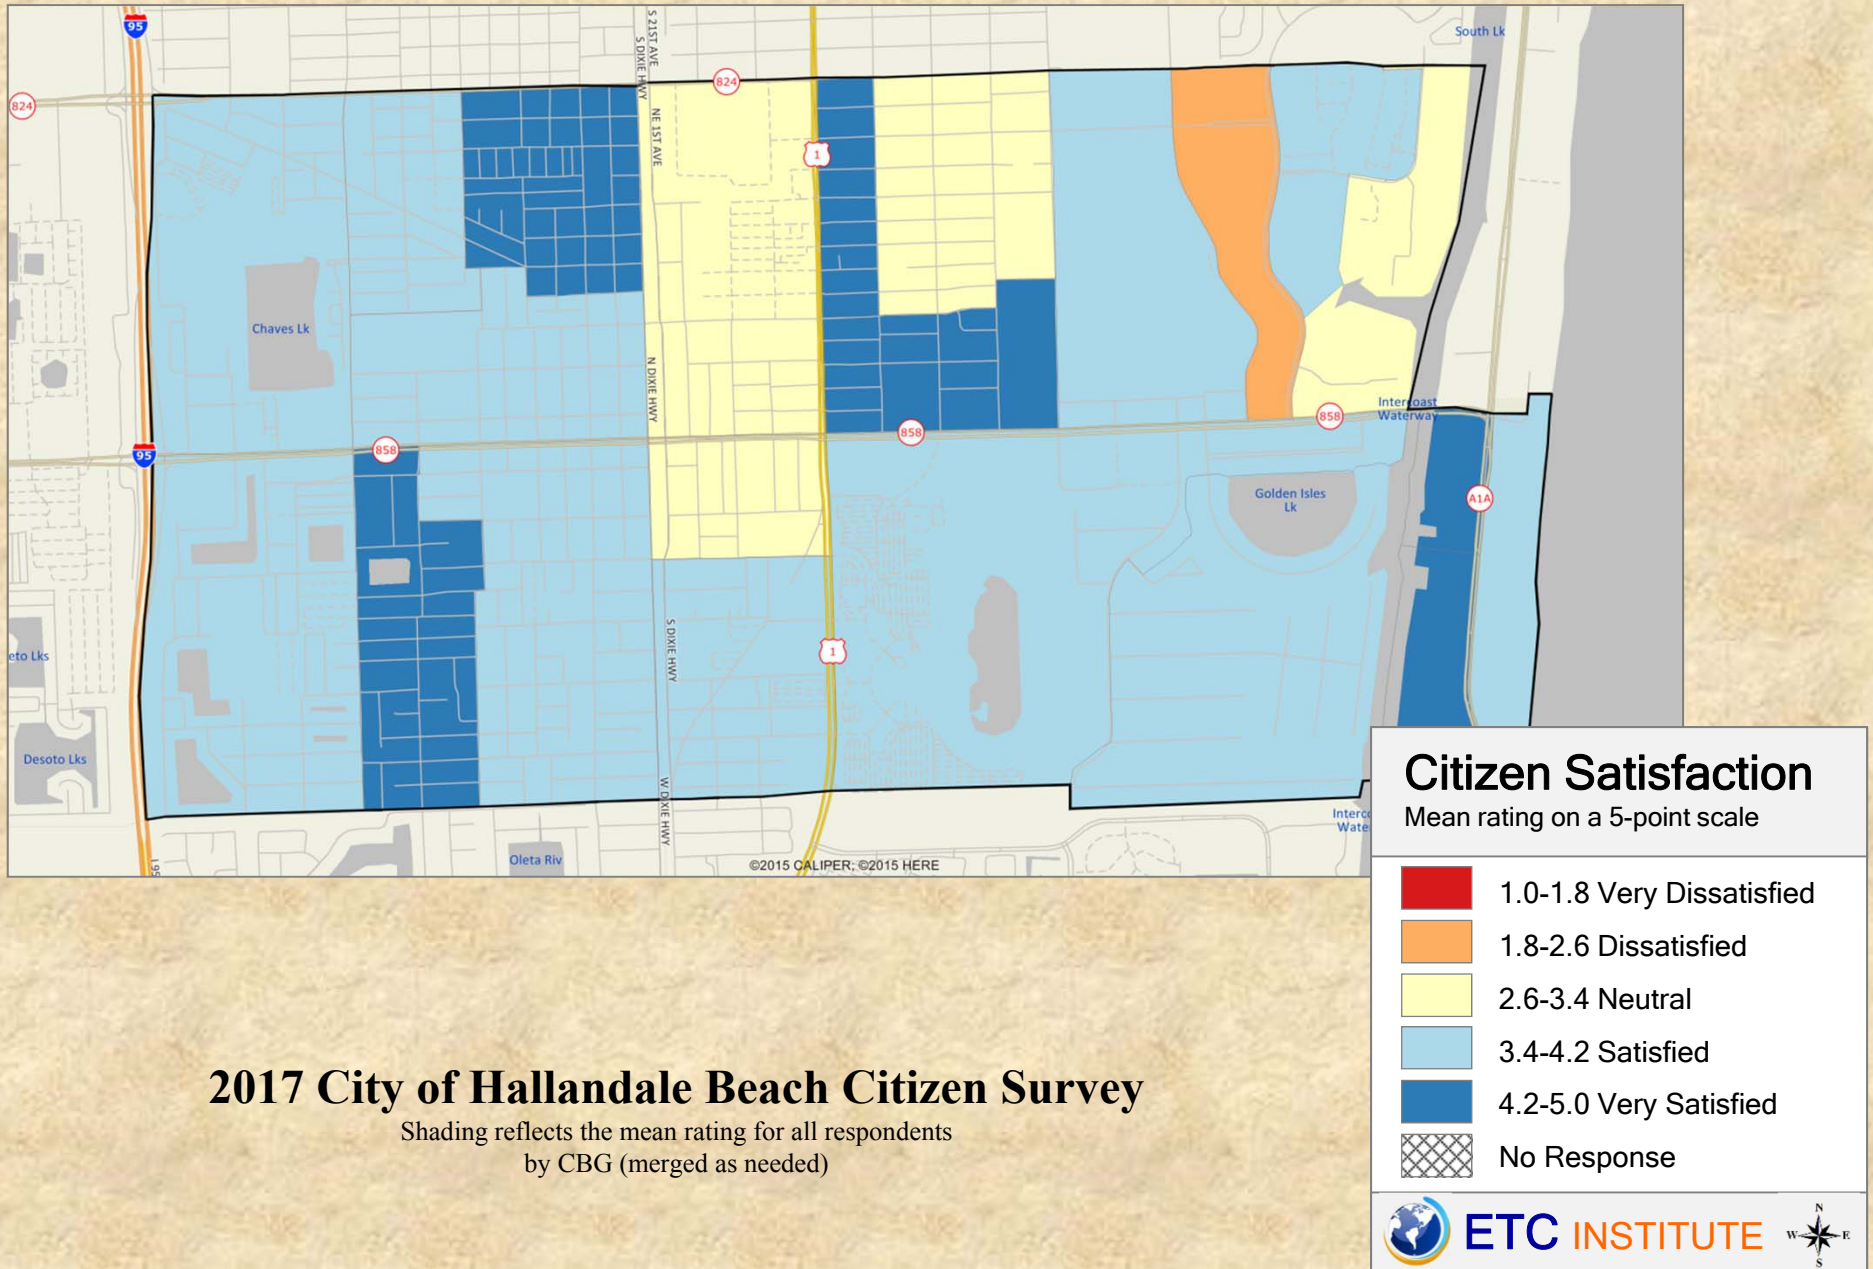 95
S 21ST AVE
S DIXIE HWY
824
South Lk
824
NE 1ST AVE
1
Chaves Lk
N DIXIE HWY
Intercoast
Waterway
858
858
858
95
Golden Isles
Lk
A1A
S DIXIE HWY
1
eto Lks
Desoto Lks
W DIXIE HWY
Interco
Wate
Oleta Riv
I 95
©2015 CALIPER; ©2015 HERE
Citizen Satisfaction
Mean rating on a 5-point scale
1.0-1.8 Very Dissatisfied
1.8-2.6 Dissatisfied
2.6-3.4 Neutral
3.4-4.2 Satisfied
4.2-5.0 Very Satisfied
No Response
2017 City of Hallandale Beach Citizen Survey
Shading reflects the mean rating for all respondents
by CBG (merged as needed)
ETC INSTITUTE
N
W
E
S